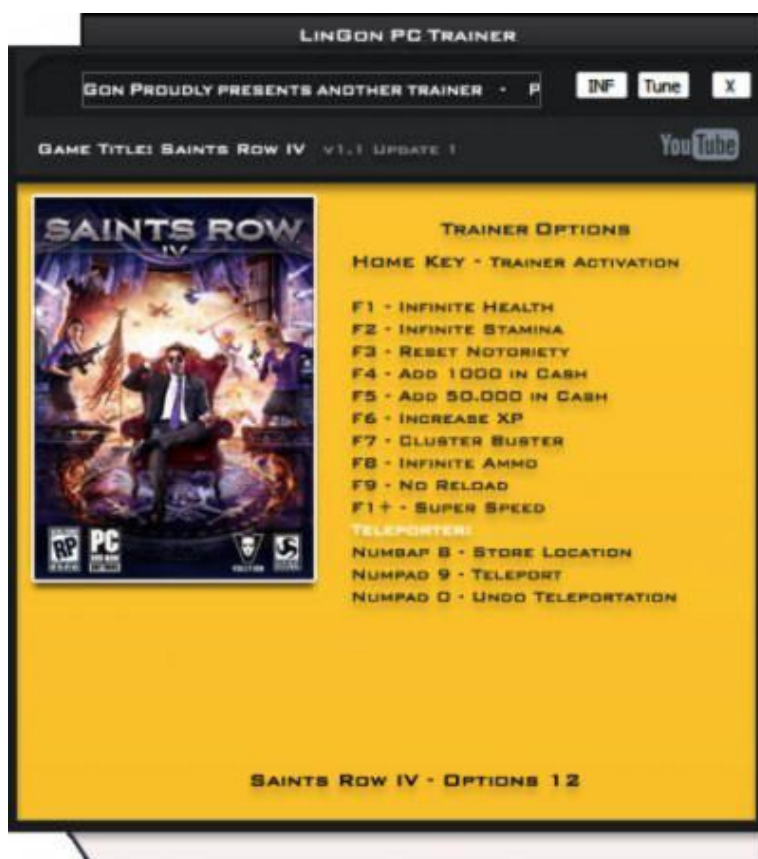 LinGon PC Trainer
Gon Proudly presents another trainer - P
INF Tune X
Game Title: Saints Row IV v1.1 Update 1
YouTube
SAINTS ROW
IV
Trainer Options
Home Key - Trainer Activation
F1 - Infinite Health
F2 - Infinite Stamina
F3 - Reset Notoriety
F4 - Add 1000 in Cash
F5 - Add 50.000 in Cash
F6 - Increase XP
F7 - Cluster Buster
F8 - Infinite Ammo
F9 - No Reload
F1+ - Super Speed
Teleporter:
Numbap 8 - Store Location
Numpad 9 - Teleport
Numpad 0 - Undo Teleportation
RP PC
Saints Row IV - Options 12